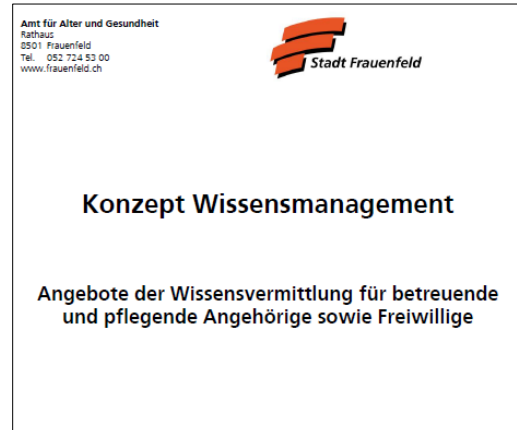 Amt für Alter und Gesundheit
Rathaus
8501 Frauenfeld
Tel. 052 724 53 00
www.frauenfeld.ch
Stadt Frauenfeld
Konzept Wissensmanagement
Angebote der Wissensvermittlung für betreuende
und pflegende Angehörige sowie Freiwillige